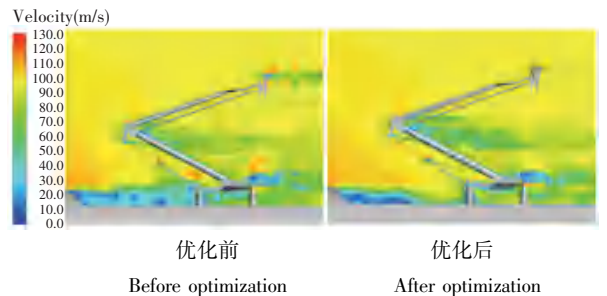 Velocity(m/s)
130.0
120.0
110.0
100.0
90.0
80.0
70.0
60.0
50.0
40.0
30.0
20.0
10.0
0.0
优化前
优化后
Before optimization
After optimization